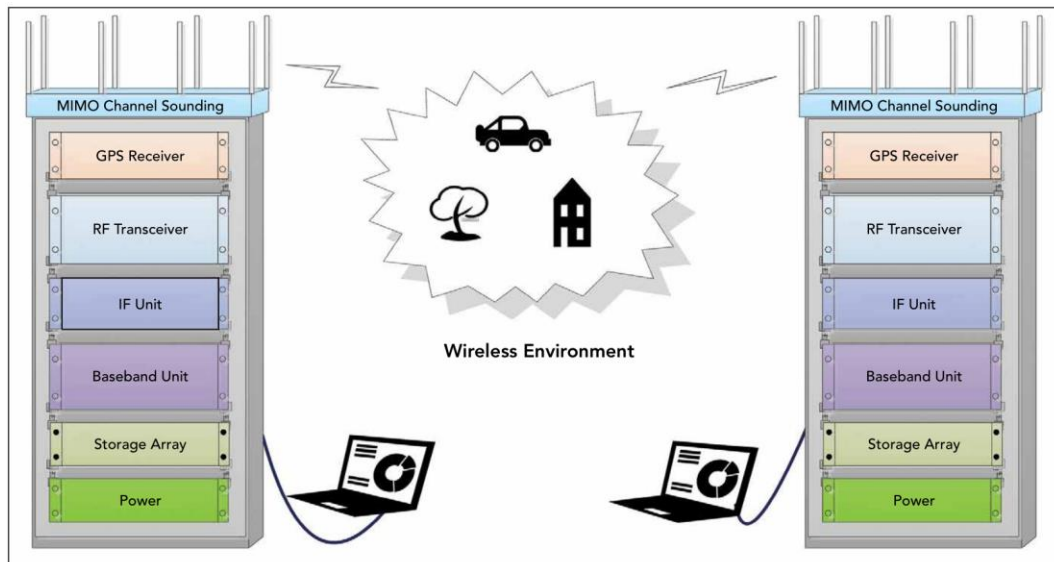 MIMO Channel Sounding
GPS Receiver
RF Transceiver
IF Unit
Baseband Unit
Storage Array
Power
Wireless Environment
MIMO Channel Sounding
GPS Receiver
RF Transceiver
IF Unit
Baseband Unit
Storage Array
Power